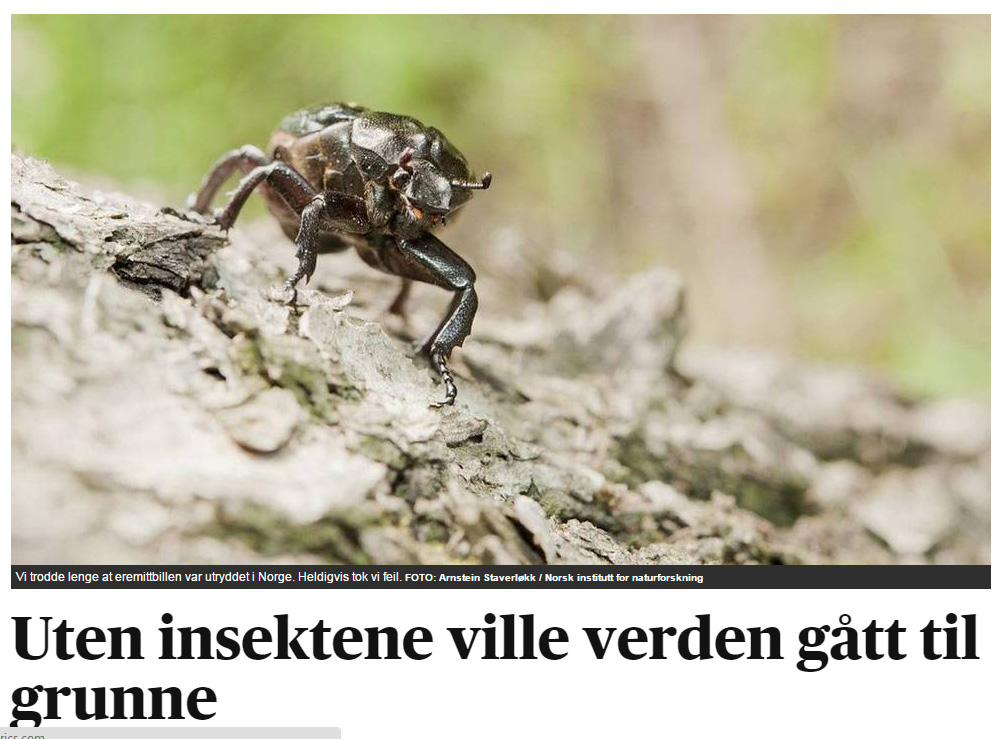 Vi trodde lenge at eremittbillen var utryddet i Norge. Heldigvis tok vi feil. FOTO: Arnstein Staverløkk / Norsk institutt for naturforskning
Uten insektene ville verden gått til
grunne